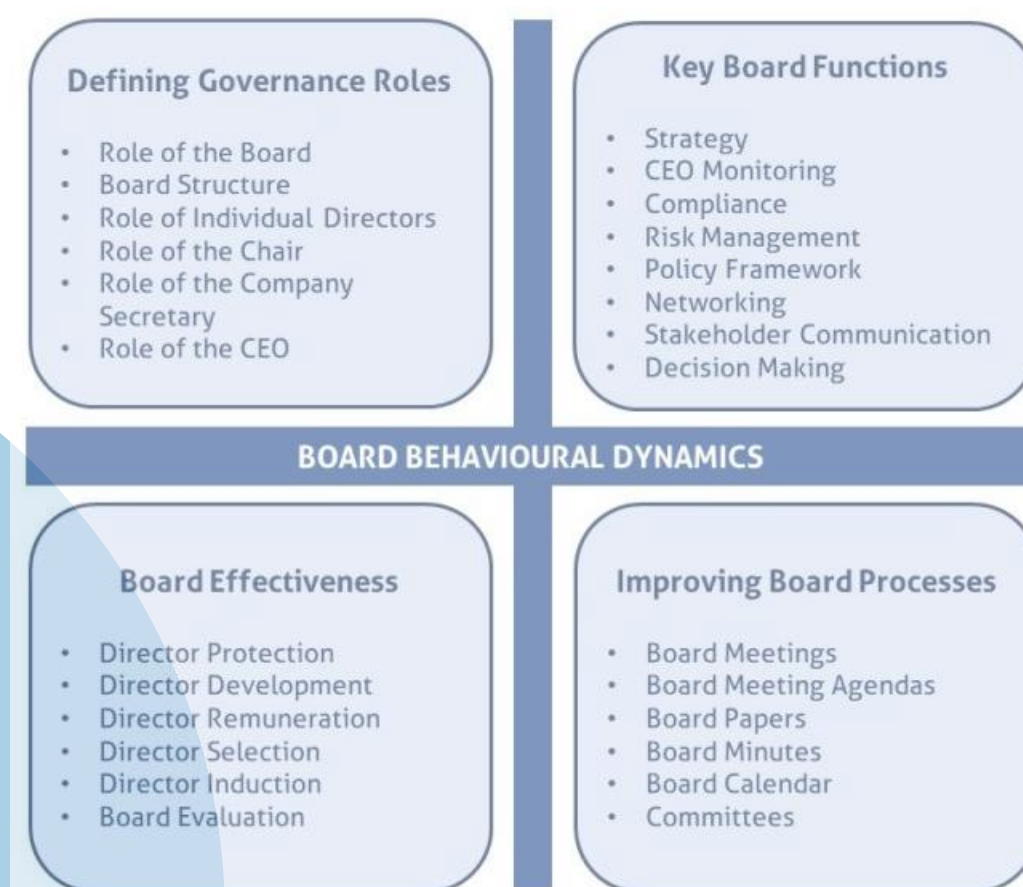 Defining Governance Roles
• Role of the Board
• Board Structure
• Role of Individual Directors
• Role of the Chair
• Role of the Company
Secretary
• Role of the CEO
Key Board Functions
• Strategy
• CEO Monitoring
• Compliance
• Risk Management
• Policy Framework
• Networking
• Stakeholder Communication
• Decision Making
BOARD BEHAVIOURAL DYNAMICS
Board Effectiveness
• Director Protection
• Director Development
• Director Remuneration
• Director Selection
• Director Induction
• Board Evaluation
Improving Board Processes
• Board Meetings
• Board Meeting Agendas
• Board Papers
• Board Minutes
• Board Calendar
• Committees